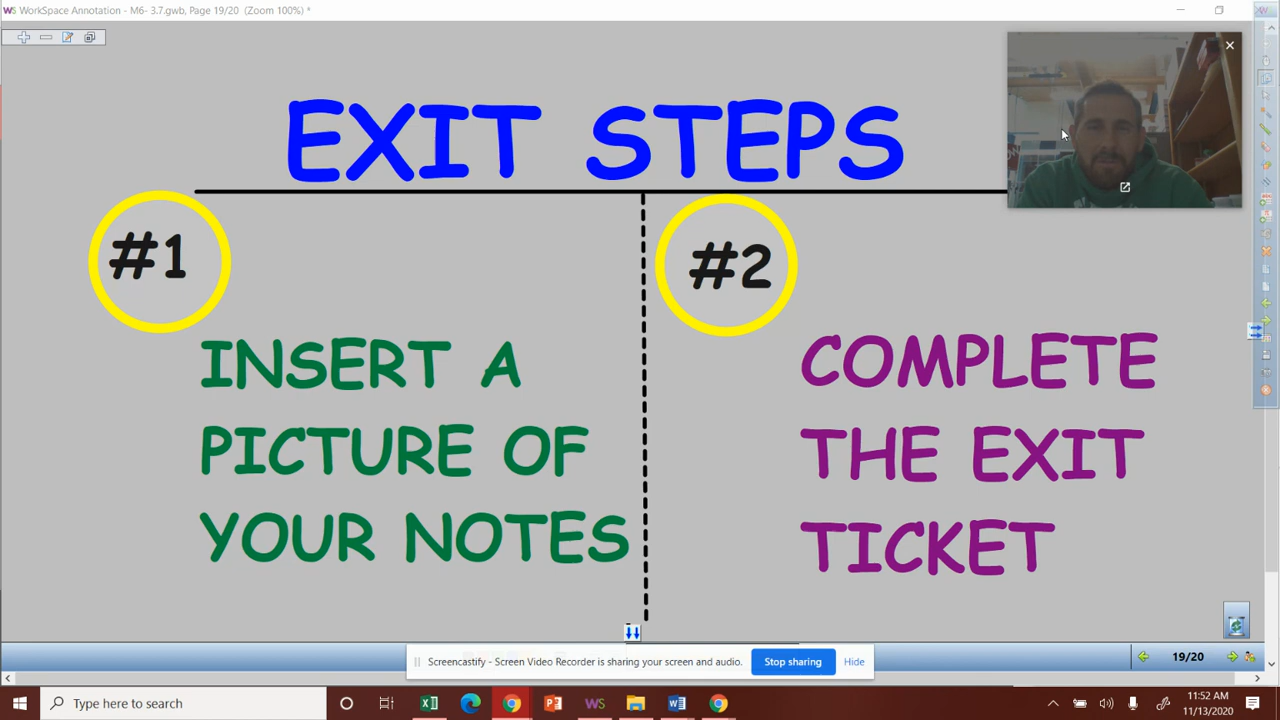 WS WorkSpace Annotation - M6- 3.7.gwb, Page 19/20 (Zoom 100%) *
EXIT STEPS
#1
#2
INSERT A
PICTURE OF
YOUR NOTES
COMPLETE
THE EXIT
TICKET
Screencastify - Screen Video Recorder is sharing your screen and audio.
Stop sharing
Hide
19/20
Type here to search
WS
11:52 AM
11/13/2020